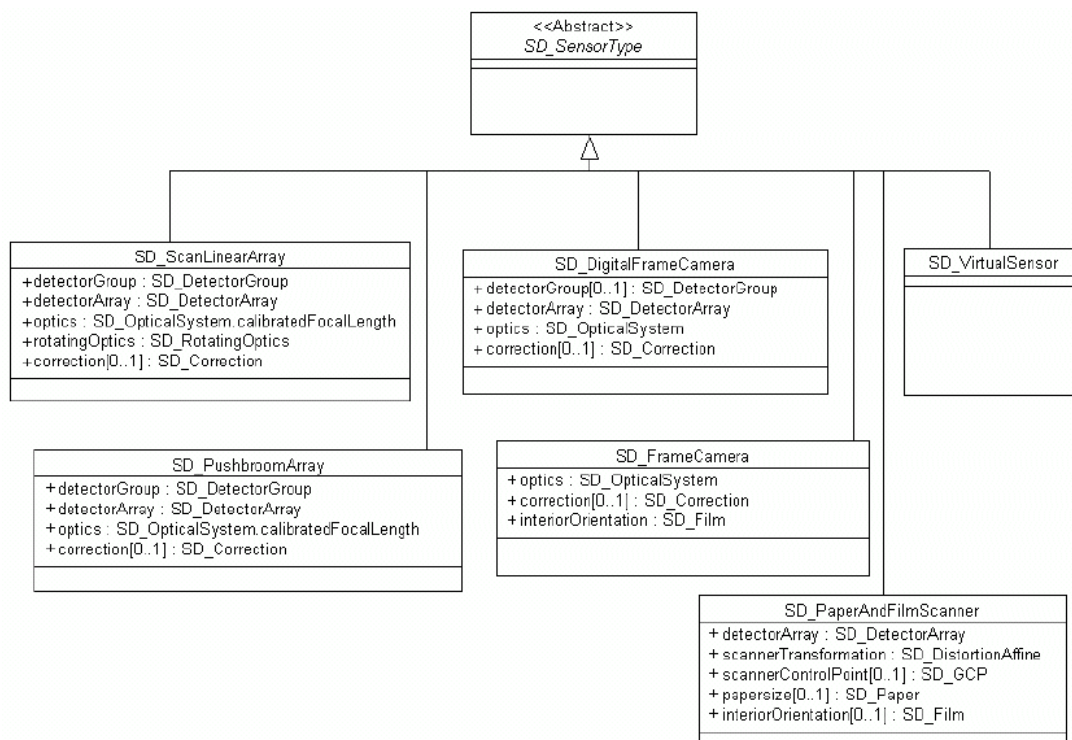 <<Abstract>>
SD_SensorType
SD_ScanLinearArray
+detectorGroup : SD_DetectorGroup
+detectorArray : SD_DetectorArray
+optics : SD_OpticalSystem.calibratedFocalLength
+rotatingOptics : SD_RotatingOptics
+correction[0..1] : SD_Correction
SD_DigitalFrameCamera
+ detectorGroup[0..1] : SD_DetectorGroup
+ detectorArray : SD_DetectorArray
+ optics : SD_OpticalSystem
+ correction[0..1] : SD_Correction
SD_VirtualSensor
SD_PushbroomArray
+ detectorGroup : SD_DetectorGroup
+ detectorArray : SD_DetectorArray
+ optics : SD_OpticalSystem.calibratedFocalLength
+ correction[0..1] : SD_Correction
SD_FrameCamera
+ optics : SD_OpticalSystem
+ correction[0..1] : SD_Correction
+ interiorOrientation : SD_Film
SD_PaperAndFilmScanner
+ detectorArray : SD_DetectorArray
+ scannerTransformation : SD_DistortionAffine
+ scannerControlPoint[0..1] : SD_GCP
+ papersize[0..1] : SD_Paper
+ interiorOrientation[0..1] : SD_Film